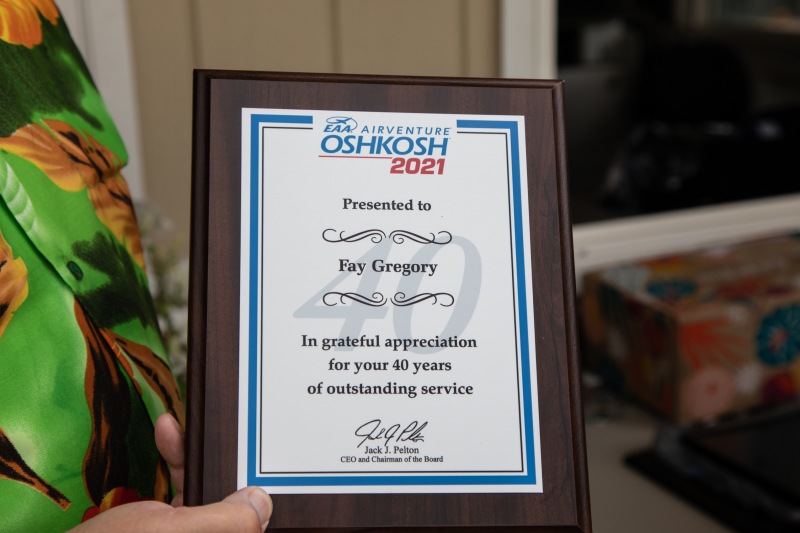 EAA AIRVENTURE
OSHKOSH
2021
Presented to
Fay Gregory
40
In grateful appreciation
for your 40 years
of outstanding service
Jack J. Pelton
CEO and Chairman of the Board